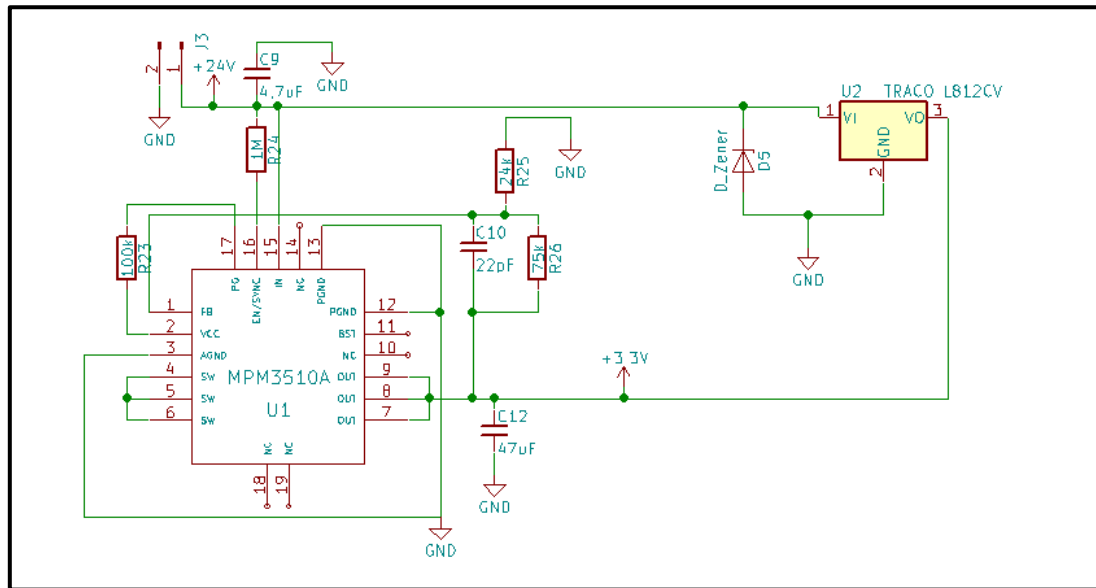 J3
+24V
2
1
GND
C9
4.7uF
GND
1M
R24
U2
TRACO L812CV
1
VI
VO
3
GND
2
D_Zener
D5
GND
24k
R25
GND
100k
R23
C10
22pF
75k
R26
17
16
15
14
13
PG
EN/SYNC
IN
NC
PGND
1
FB
2
VCC
3
AGND
4
SW
5
SW
6
SW
PGND
12
BST
11
NC
10
OUT
9
OUT
8
OUT
7
MPM3510A
U1
NC
NC
18
19
+3.3V
C12
47uF
GND
GND